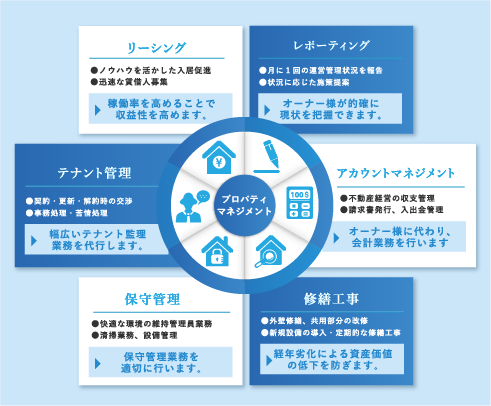 リーシング
●ノウハウを活かした入居促進
●迅速な賃借人募集
稼働率を高めることで
収益性を高めます。
レポーティング
●月に１回の運営管理状況を報告
●状況に応じた施策提案
オーナー様が的確に
現状を把握できます。
テナント管理
●契約・更新・解約時の交渉
●事務処理・苦情処理
幅広いテナント監理
業務を代行します。
プロパティ
マネジメント
¥
100$
アカウントマネジメント
●不動産経営の収支管理
●請求書発行、入出金管理
オーナー様に代わり、
会計業務を行います
保守管理
●快適な環境の維持管理員業務
●清掃業務、設備管理
保守管理業務を
適切に行います。
修繕工事
●外壁修繕、共用部分の改修
●新規設備の導入・定期的な修繕工事
経年劣化による資産価値
の低下を防ぎます。